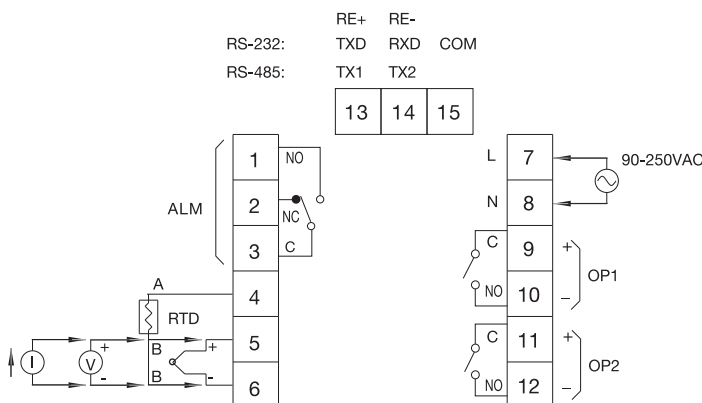 RE+ RE-
RS-232: TXD RXD COM
RS-485: TX1 TX2
13 14 15
1 NO L 7 90-250VAC
ALM 2 NC N 8
3 C C 9 +
OP1
A 4 NO 10 −
RTD
I V + B 5 + C 11 +
OP2
- B 6 - NO 12 −